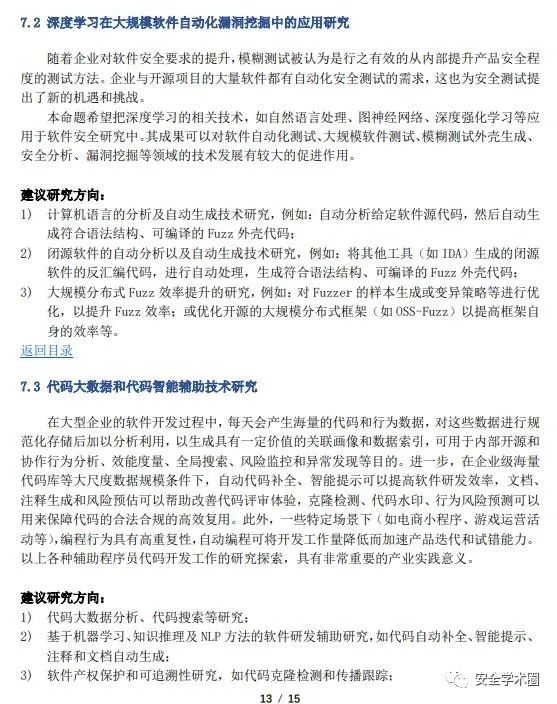 7.2 深度学习在大规模软件自动化漏洞挖掘中的应用研究
随着企业对软件安全要求的提升，模糊测试被认为是行之有效的从内部提升产品安全程
度的测试方法。企业与开源项目的大量软件都有自动化安全测试的需求，这也为安全测试提
出了新的机遇和挑战。
本命题希望把深度学习的相关技术，如自然语言处理、图神经网络、深度强化学习等应
用于软件安全研究中。其成果可以对软件自动化测试、大规模软件测试、模糊测试外壳生成、
安全分析、漏洞挖掘等领域的技术发展有较大的促进作用。
建议研究方向：
1) 计算机语言的分析及自动生成技术研究，例如：自动分析给定软件源代码，然后自动生
成符合语法结构、可编译的 Fuzz 外壳代码；
2) 闭源软件的自动分析以及自动生成技术研究，例如：将其他工具（如 IDA）生成的闭源
软件的反汇编代码，进行自动处理，生成符合语法结构、可编译的 Fuzz 外壳代码；
3) 大规模分布式 Fuzz 效率提升的研究，例如：对 Fuzzer 的样本生成或变异策略等进行优
化，以提升 Fuzz 效率；或优化开源的大规模分布式框架（如 OSS-Fuzz）以提高框架自
身的效率等。
返回目录
7.3 代码大数据和代码智能辅助技术研究
在大型企业的软件开发过程中，每天会产生海量的代码和行为数据，对这些数据进行规
范化存储后加以分析利用，以生成具有一定价值的关联画像和数据索引，可用于内部开源和
协作行为分析、效能度量、全局搜索、风险监控和异常发现等目的。进一步，在企业级海量
代码库等大尺度数据规模条件下，自动代码补全、智能提示可以提高软件研发效率，文档、
注释生成和风险预估可以帮助改善代码评审体验，克隆检测、代码水印、行为风险预测可以
用来保障代码的合法合规的高效复用。此外，一些特定场景下（如电商小程序、游戏运营活
动等），编程行为具有高重复性，自动编程可将开发工作量降低而加速产品迭代和试错能力。
以上各种辅助程序员代码开发工作的研究探索，具有非常重要的产业实践意义。
建议研究方向：
1) 代码大数据分析、代码搜索等研究；
2) 基于机器学习、知识推理及 NLP 方法的软件研发辅助研究，如代码自动补全、智能提示、
注释和文档自动生成；
3) 软件产权保护和可追溯性研究，如代码克隆检测和传播跟踪；
安全学术圈
13 / 15